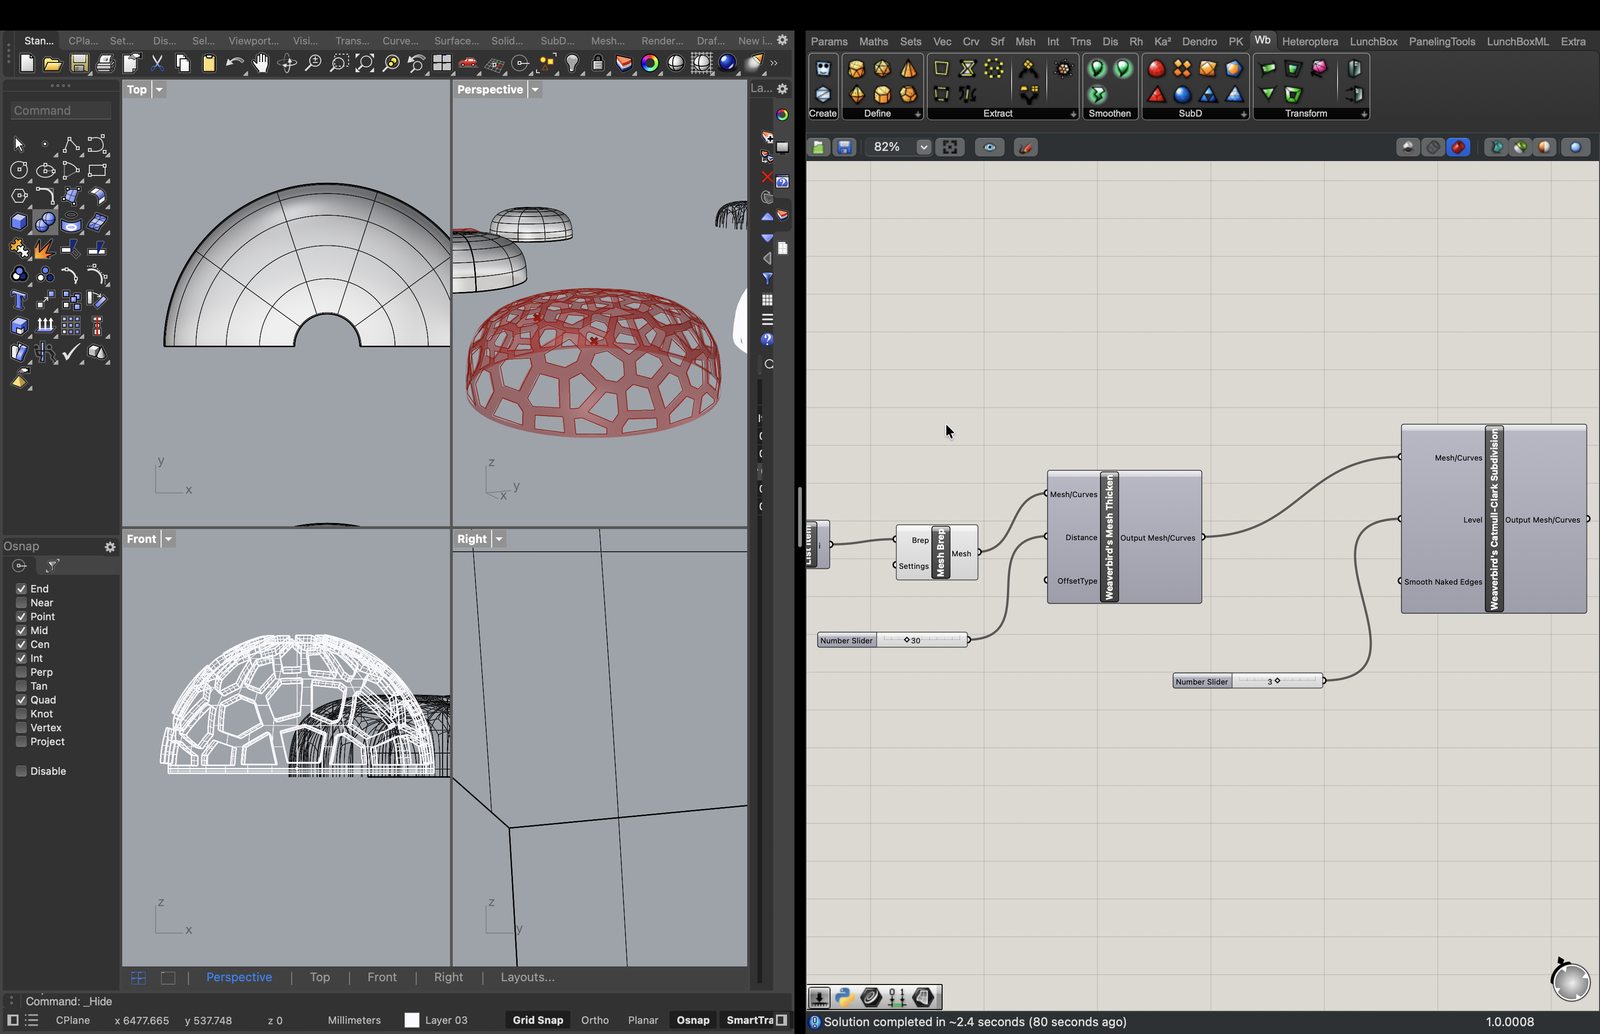 Stan... CPla... Set... Dis... Sel... Viewport... Visi... Trans... Curve... Surface... Solid... SubD... Mesh... Render... Draf... New i...
Params Maths Sets Vec Crv Srf Msh Int Trns Dis Rh Ka² Dendro PK Wb Heteroptera LunchBox PanelingTools LunchBoxML Extra
Create Define Extract Smoothen SubD Transform
82%
Command
Top
Perspective
La...
y
x
z
y
x
Osnap
End
Near
Point
Mid
Cen
Int
Perp
Tan
Quad
Knot
Vertex
Project
Disable
Front
Right
z
x
z
y
Perspective Top Front Right Layouts...
Command: _Hide
CPlane x 6477.665 y 537.748 z 0 Millimeters Layer 03 Grid Snap Ortho Planar Osnap SmartTra
List Item
i
Brep
Settings
Mesh Brep
Mesh
Mesh/Curves
Distance
OffsetType
Weaverbird's Mesh Thicken
Output Mesh/Curves
Mesh/Curves
Level
Smooth Naked Edges
Weaverbird's Catmull-Clark Subdivision
Output Mesh/Curves
Number Slider 30
Number Slider 3
Solution completed in ~2.4 seconds (80 seconds ago)
1.0.0008